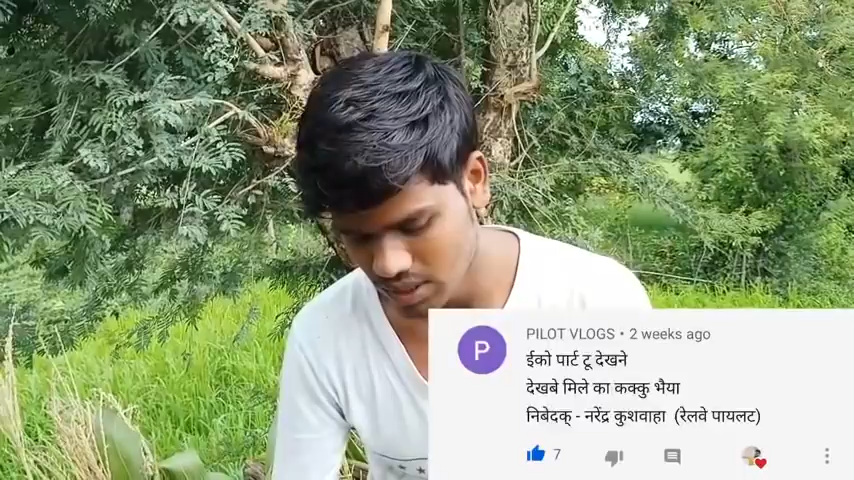 P
PILOT VLOGS • 2 weeks ago
ईको पार्ट टू देखने
देखबे मिले का कक्कु भैया
निबेदक् - नरेंद्र कुशवाहा (रेलवे पायलट)
7